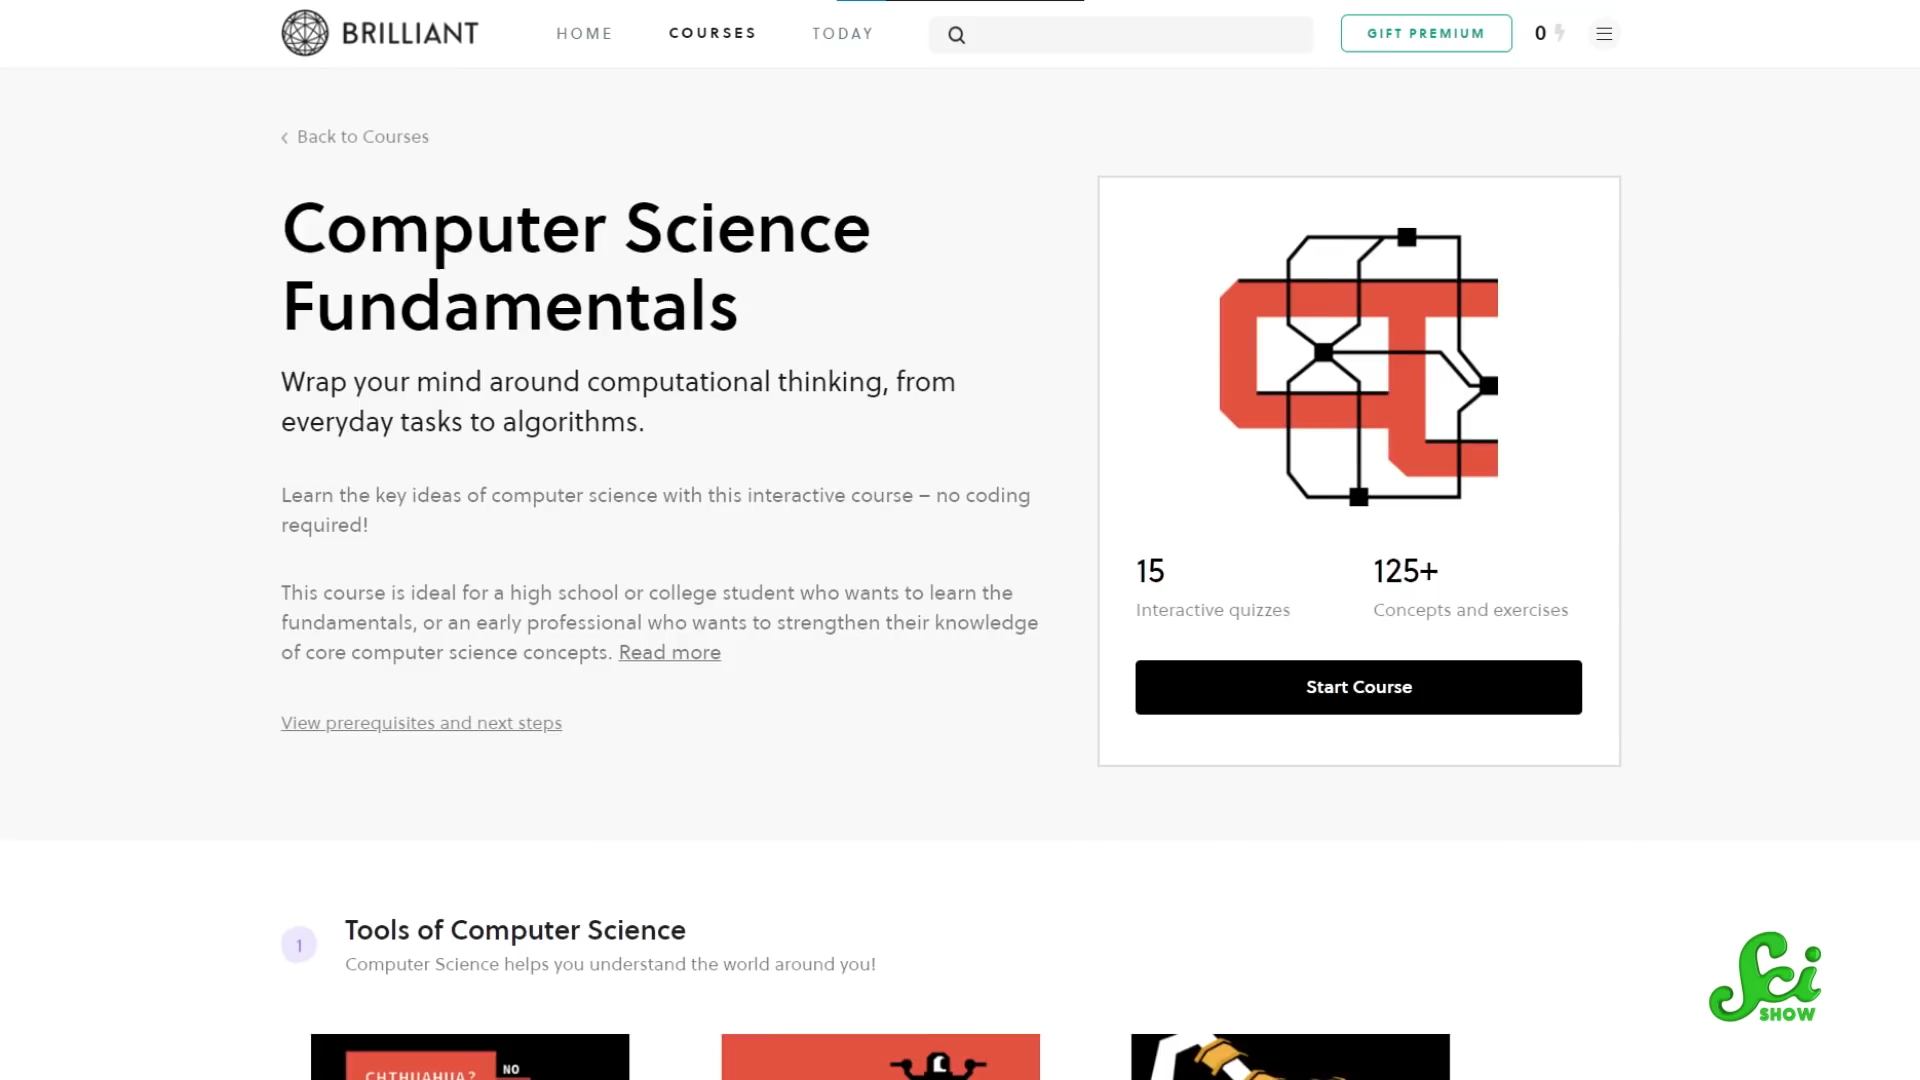 BRILLIANT
HOME
COURSES
TODAY
GIFT PREMIUM
0
Back to Courses
Computer Science
Fundamentals
Wrap your mind around computational thinking, from
everyday tasks to algorithms.
Learn the key ideas of computer science with this interactive course – no coding
required!
This course is ideal for a high school or college student who wants to learn the
fundamentals, or an early professional who wants to strengthen their knowledge
of core computer science concepts. Read more
View prerequisites and next steps
15
Interactive quizzes
125+
Concepts and exercises
Start Course
1
Tools of Computer Science
Computer Science helps you understand the world around you!
CHIHUAHUA?
NO
Sci
SHOW